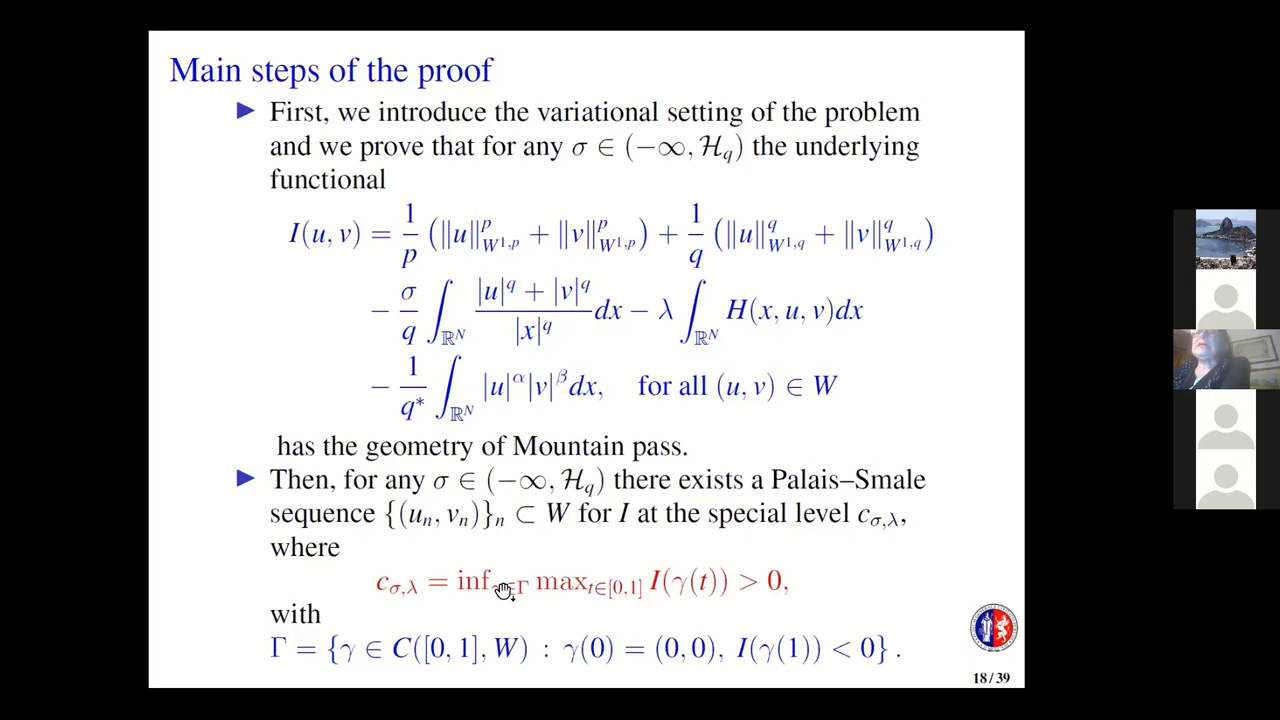 Main steps of the proof
▶ First, we introduce the variational setting of the problem
and we prove that for any σ ∈ (−∞, ℋ_q) the underlying
functional
I(u, v) = 1/p (‖u‖^p_{W^{1,p}} + ‖v‖^p_{W^{1,p}}) + 1/q (‖u‖^q_{W^{1,q}} + ‖v‖^q_{W^{1,q}})
− σ/q ∫_{ℝ^N} (|u|^q + |v|^q)/|x|^q dx − λ ∫_{ℝ^N} H(x, u, v)dx
− 1/q* ∫_{ℝ^N} |u|^α|v|^β dx, for all (u, v) ∈ W
has the geometry of Mountain pass.
▶ Then, for any σ ∈ (−∞, ℋ_q) there exists a Palais–Smale
sequence {(u_n, v_n)}_n ⊂ W for I at the special level c_{σ,λ},
where
c_{σ,λ} = inf_{γ∈Γ} max_{t∈[0,1]} I(γ(t)) > 0,
with
Γ = {γ ∈ C([0, 1], W) : γ(0) = (0, 0), I(γ(1)) < 0} .
18/39